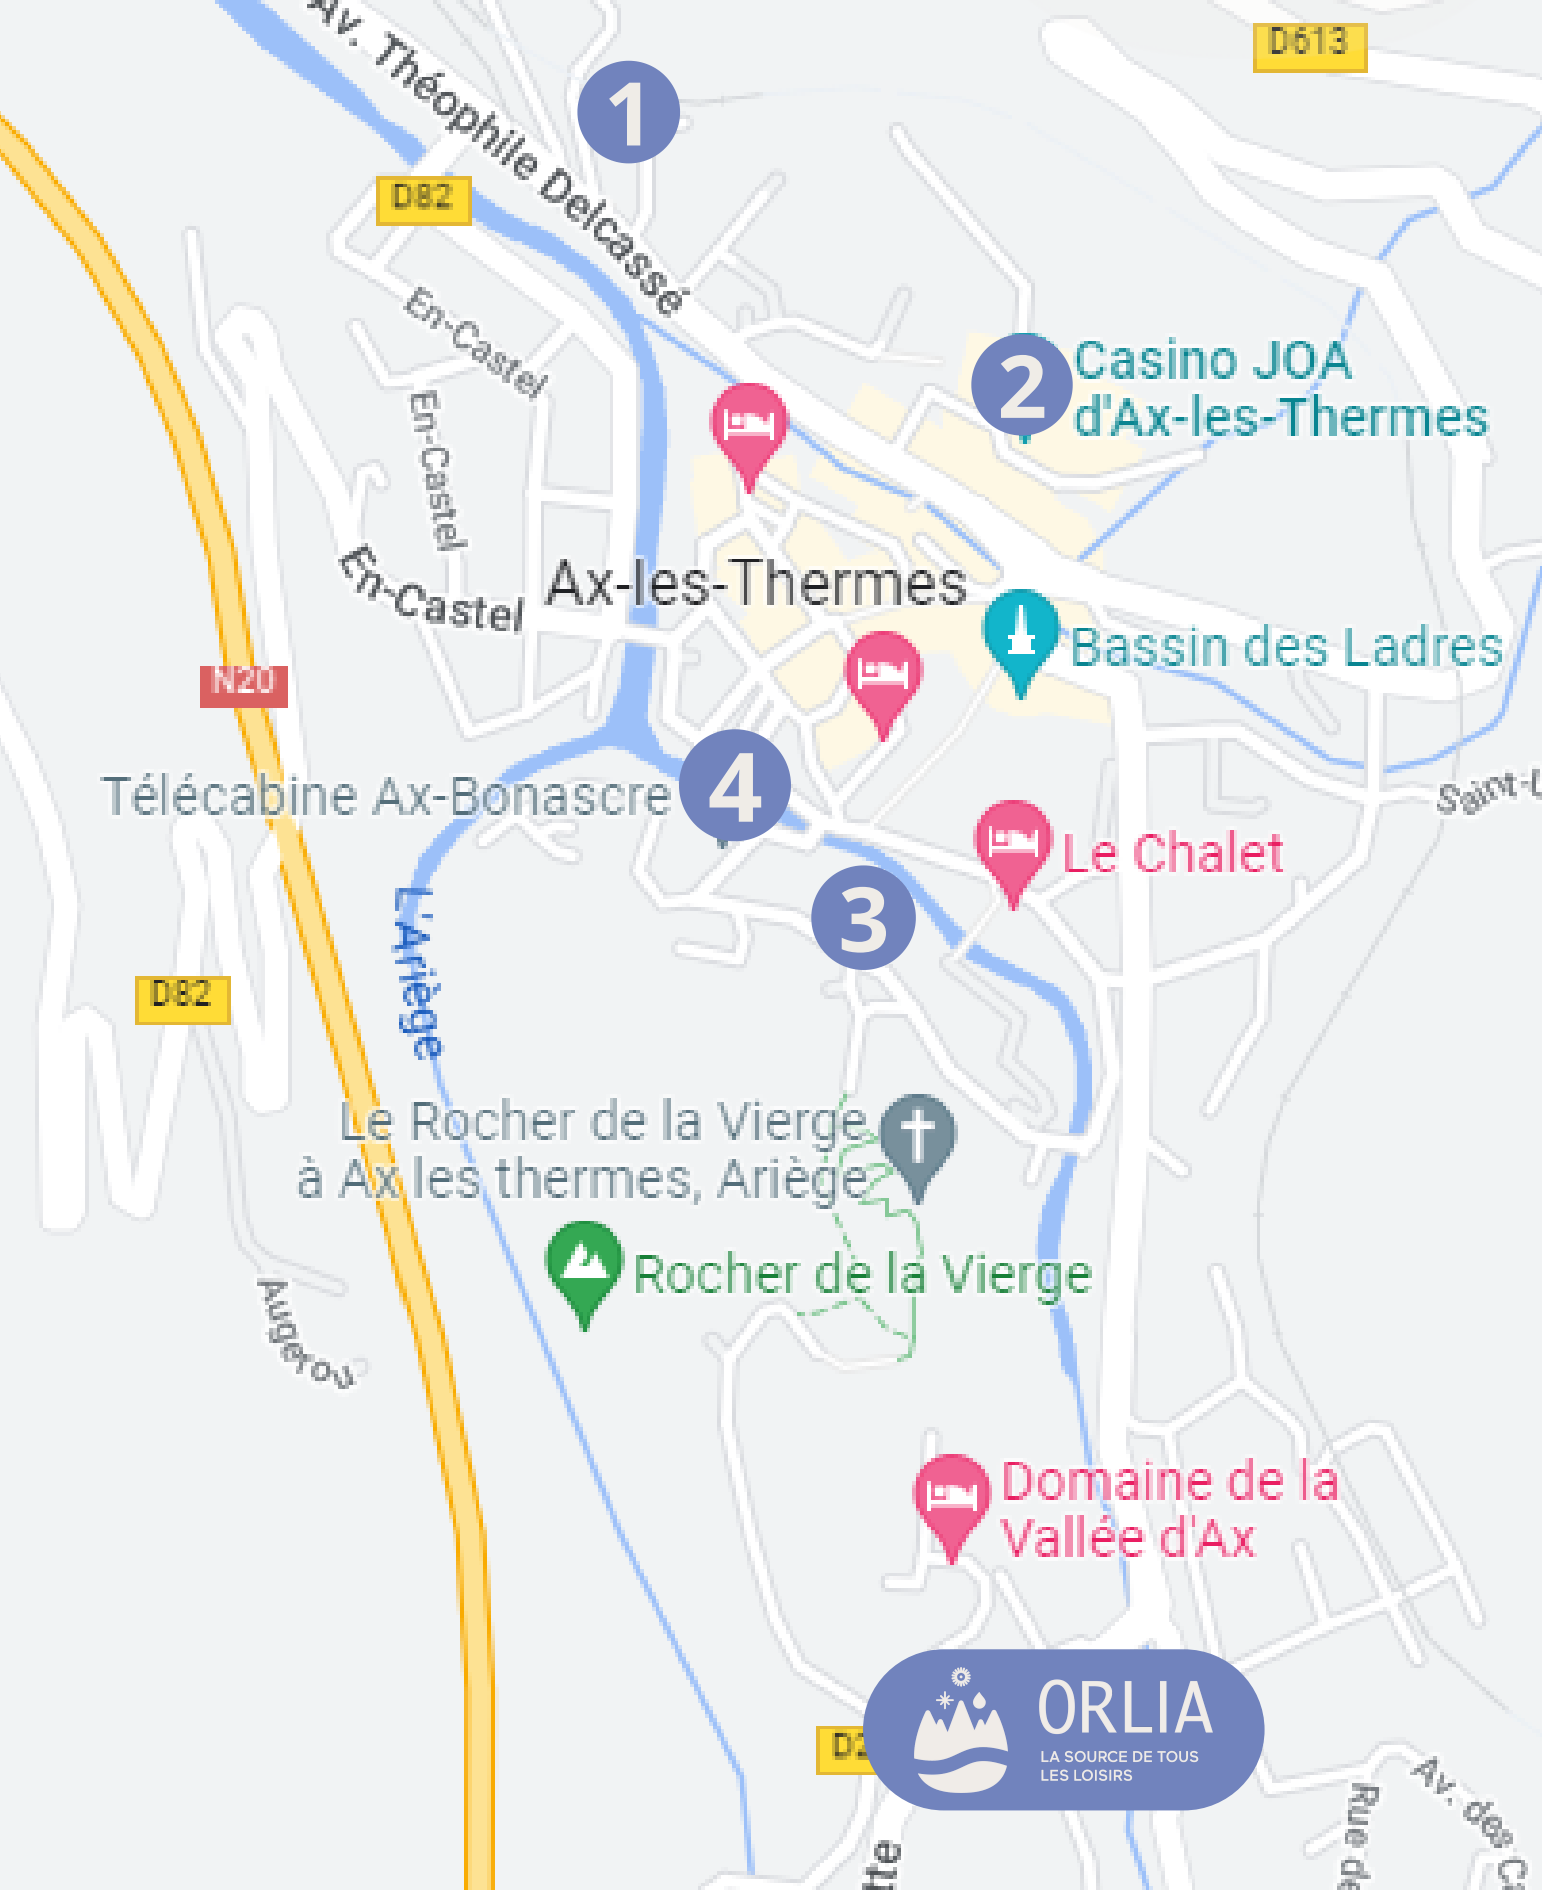 Av. Théophile Delcassé
D613
1
D82
En-Castel
2
Casino JOA
d'Ax-les-Thermes
En-Castel
En-Castel
Ax-les-Thermes
Bassin des Ladres
N20
Télécabine Ax-Bonascre
4
Saint-
Le Chalet
3
L'Ariège
D82
Le Rocher de la Vierge
à Ax les thermes, Ariège
Rocher de la Vierge
Augerou
Domaine de la
Vallée d'Ax
ORLIA
LA SOURCE DE TOUS
LES LOISIRS
D2
Av. des
Rue de